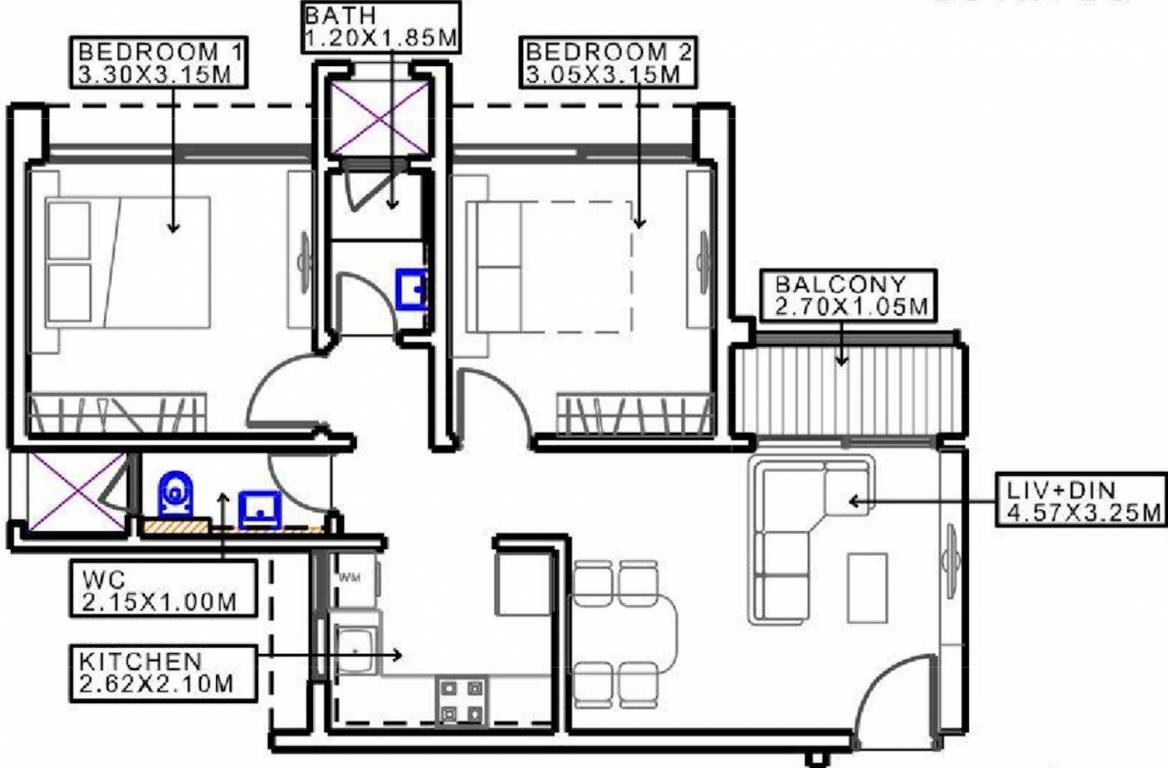 BATH
1.20X1.85M
BEDROOM 1
3.30X3.15M
BEDROOM 2
3.05X3.15M
BALCONY
2.70X1.05M
LIV+DIN
4.57X3.25M
WC
2.15X1.00M
WM
KITCHEN
2.62X2.10M